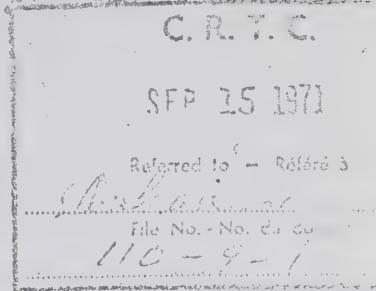 C. R. T. C.
SEP 15 1971
Referred to - Référé à
File No. - No. du
110 - 9 - 1